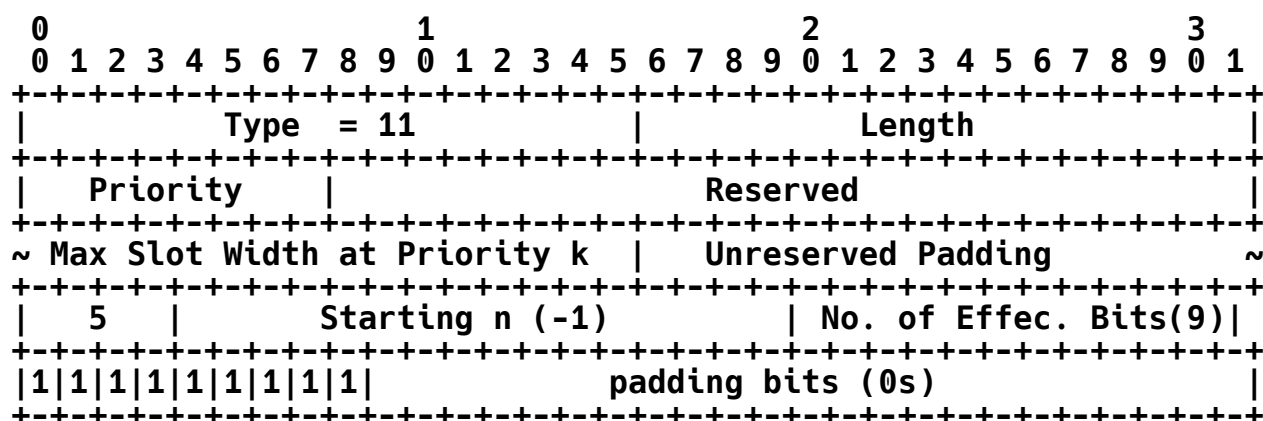 0                   1                   2                   3
 0 1 2 3 4 5 6 7 8 9 0 1 2 3 4 5 6 7 8 9 0 1 2 3 4 5 6 7 8 9 0 1
+-+-+-+-+-+-+-+-+-+-+-+-+-+-+-+-+-+-+-+-+-+-+-+-+-+-+-+-+-+-+-+-+
|          Type  = 11           |           Length              |
+-+-+-+-+-+-+-+-+-+-+-+-+-+-+-+-+-+-+-+-+-+-+-+-+-+-+-+-+-+-+-+-+
|   Priority    |                   Reserved                    |
+-+-+-+-+-+-+-+-+-+-+-+-+-+-+-+-+-+-+-+-+-+-+-+-+-+-+-+-+-+-+-+-+
~ Max Slot Width at Priority k  |   Unreserved Padding          ~
+-+-+-+-+-+-+-+-+-+-+-+-+-+-+-+-+-+-+-+-+-+-+-+-+-+-+-+-+-+-+-+-+
|   5   |       Starting n (-1)         | No. of Effec. Bits(9)|
+-+-+-+-+-+-+-+-+-+-+-+-+-+-+-+-+-+-+-+-+-+-+-+-+-+-+-+-+-+-+-+-+
|1|1|1|1|1|1|1|1|1|            padding bits (0s)                |
+-+-+-+-+-+-+-+-+-+-+-+-+-+-+-+-+-+-+-+-+-+-+-+-+-+-+-+-+-+-+-+-+